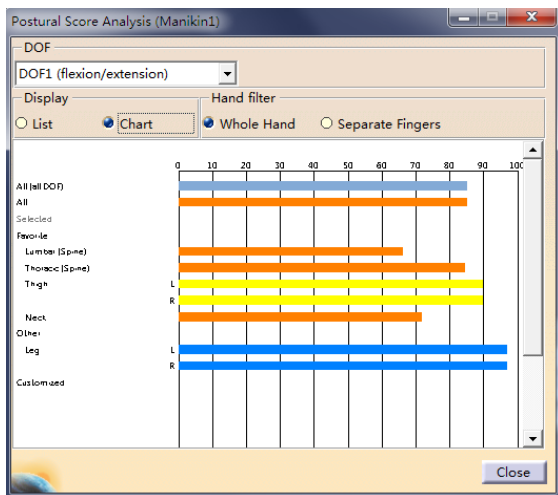 Postural Score Analysis (Manikin1)
DOF
DOF1 (flexion/extension)
Display
Hand filter
List
Chart
Whole Hand
Separate Fingers
0 10 20 30 40 50 60 70 80 90 100
All (all DOF)
All
Selected
Favorite
Lumbar (Spine)
Thoracic (Spine)
Thigh L
R
Neck
Other
Leg L
R
Customized
Close